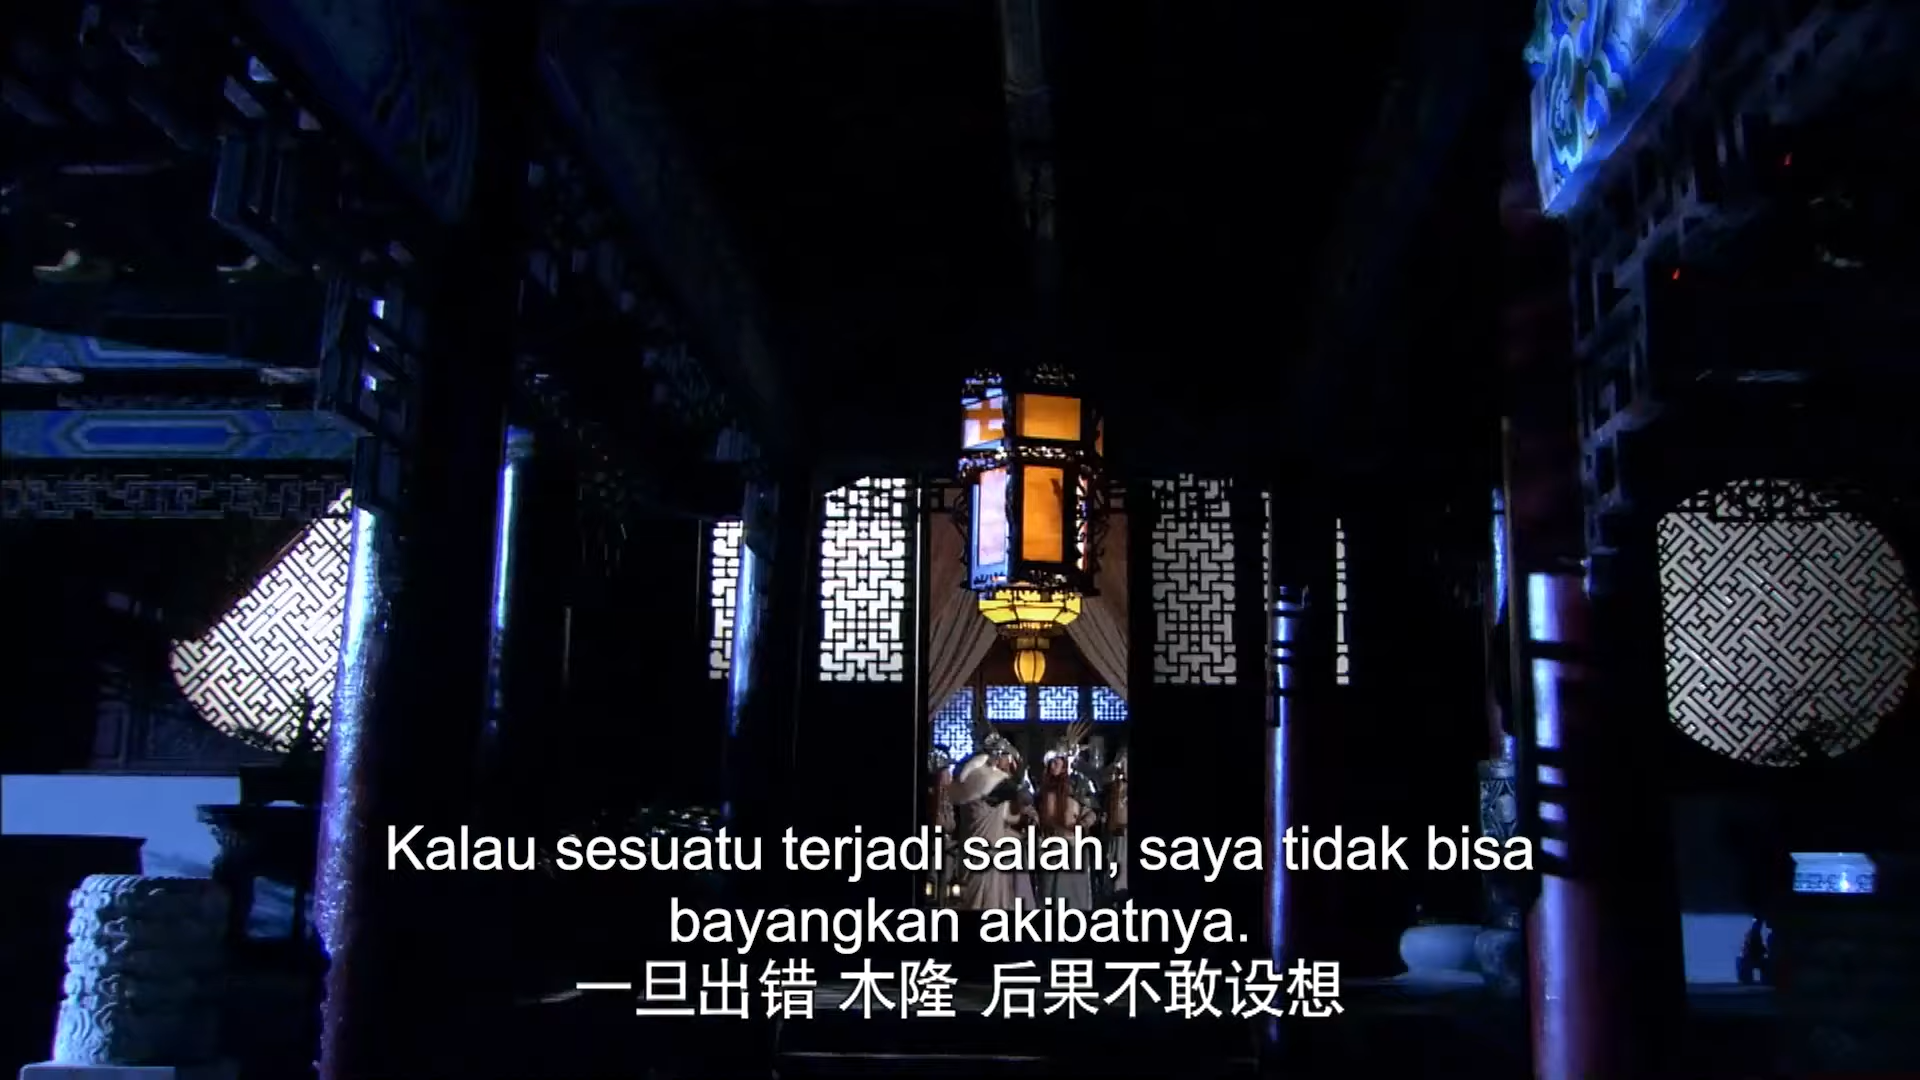 Kalau sesuatu terjadi salah, saya tidak bisa
bayangkan akibatnya.
一旦出错 木隆 后果不敢设想